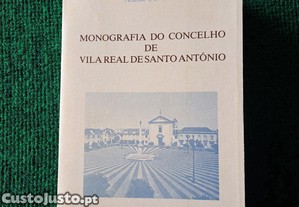 MONOGRAFIA DO CONCELHO
DE
VILA REAL DE SANTO ANTÓNIO
Custojusto.pt